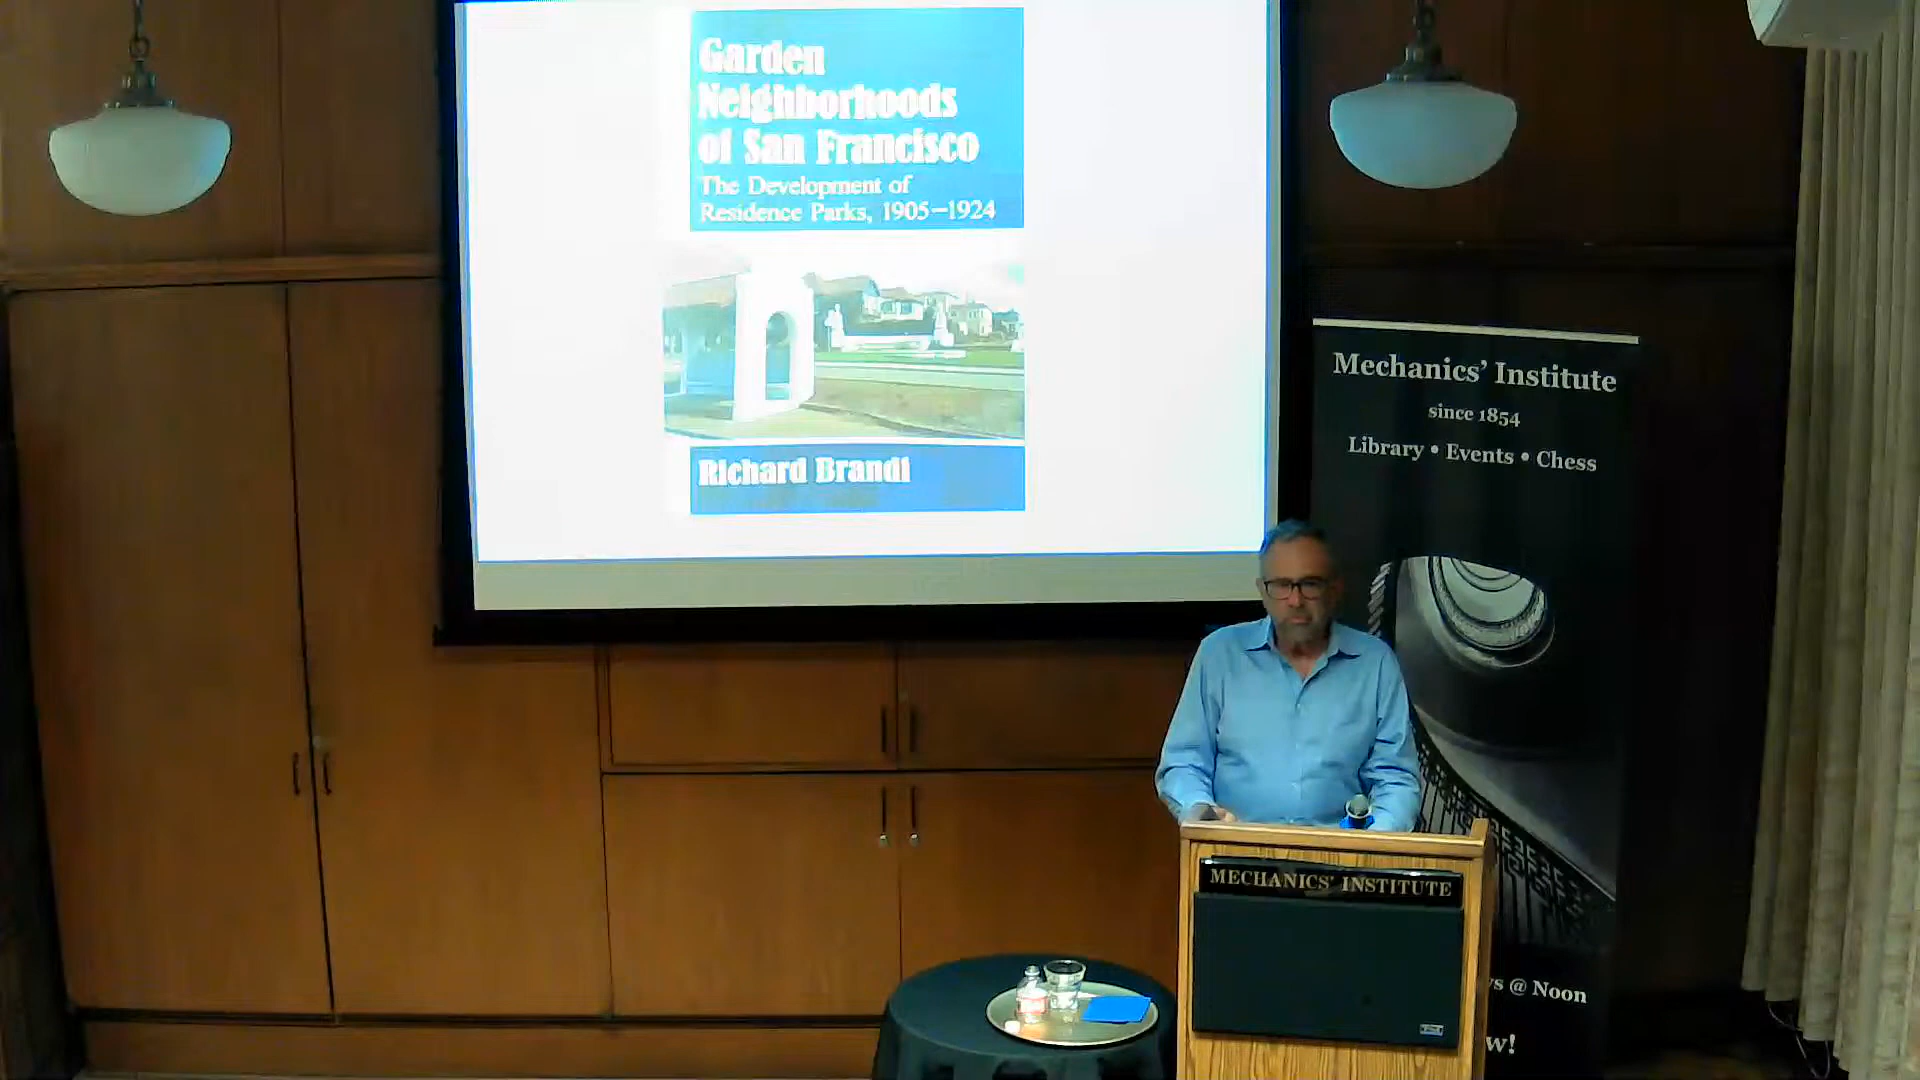 Garden
Neighborhoods
of San Francisco
The Development of
Residence Parks, 1905–1924
Richard Brandi
Mechanics' Institute
since 1854
Library • Events • Chess
MECHANICS' INSTITUTE
@ Noon